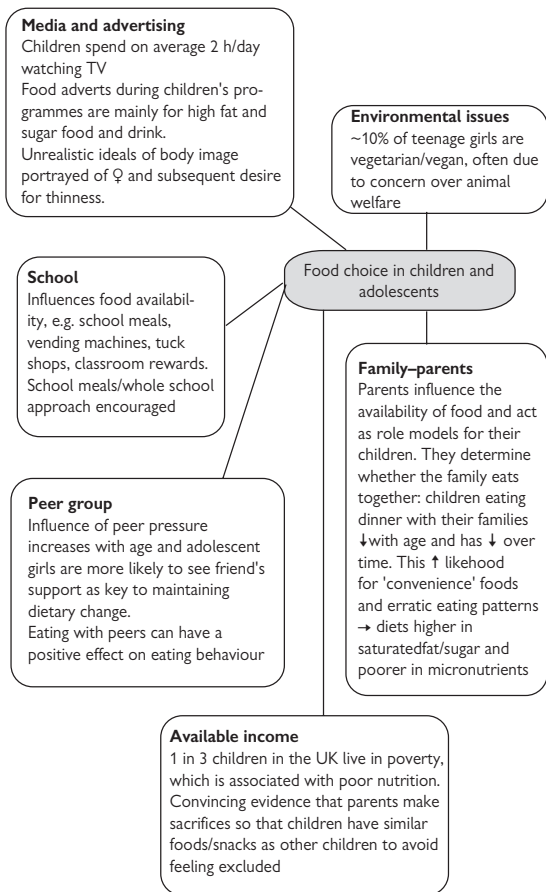 Media and advertising
Children spend on average 2 h/day
watching TV
Food adverts during children's pro-
grammes are mainly for high fat and
sugar food and drink.
Unrealistic ideals of body image
portrayed of ♀ and subsequent desire
for thinness.
Environmental issues
~10% of teenage girls are
vegetarian/vegan, often due
to concern over animal
welfare
Food choice in children and
adolescents
School
Influences food availabil-
ity, e.g. school meals,
vending machines, tuck
shops, classroom rewards.
School meals/whole school
approach encouraged
Family–parents
Parents influence the
availability of food and act
as role models for their
children. They determine
whether the family eats
together: children eating
dinner with their families
↓with age and has ↓ over
time. This ↑ likehood
for 'convenience' foods
and erratic eating patterns
→ diets higher in
saturatedfat/sugar and
poorer in micronutrients
Peer group
Influence of peer pressure
increases with age and adolescent
girls are more likely to see friend's
support as key to maintaining
dietary change.
Eating with peers can have a
positive effect on eating behaviour
Available income
1 in 3 children in the UK live in poverty,
which is associated with poor nutrition.
Convincing evidence that parents make
sacrifices so that children have similar
foods/snacks as other children to avoid
feeling excluded